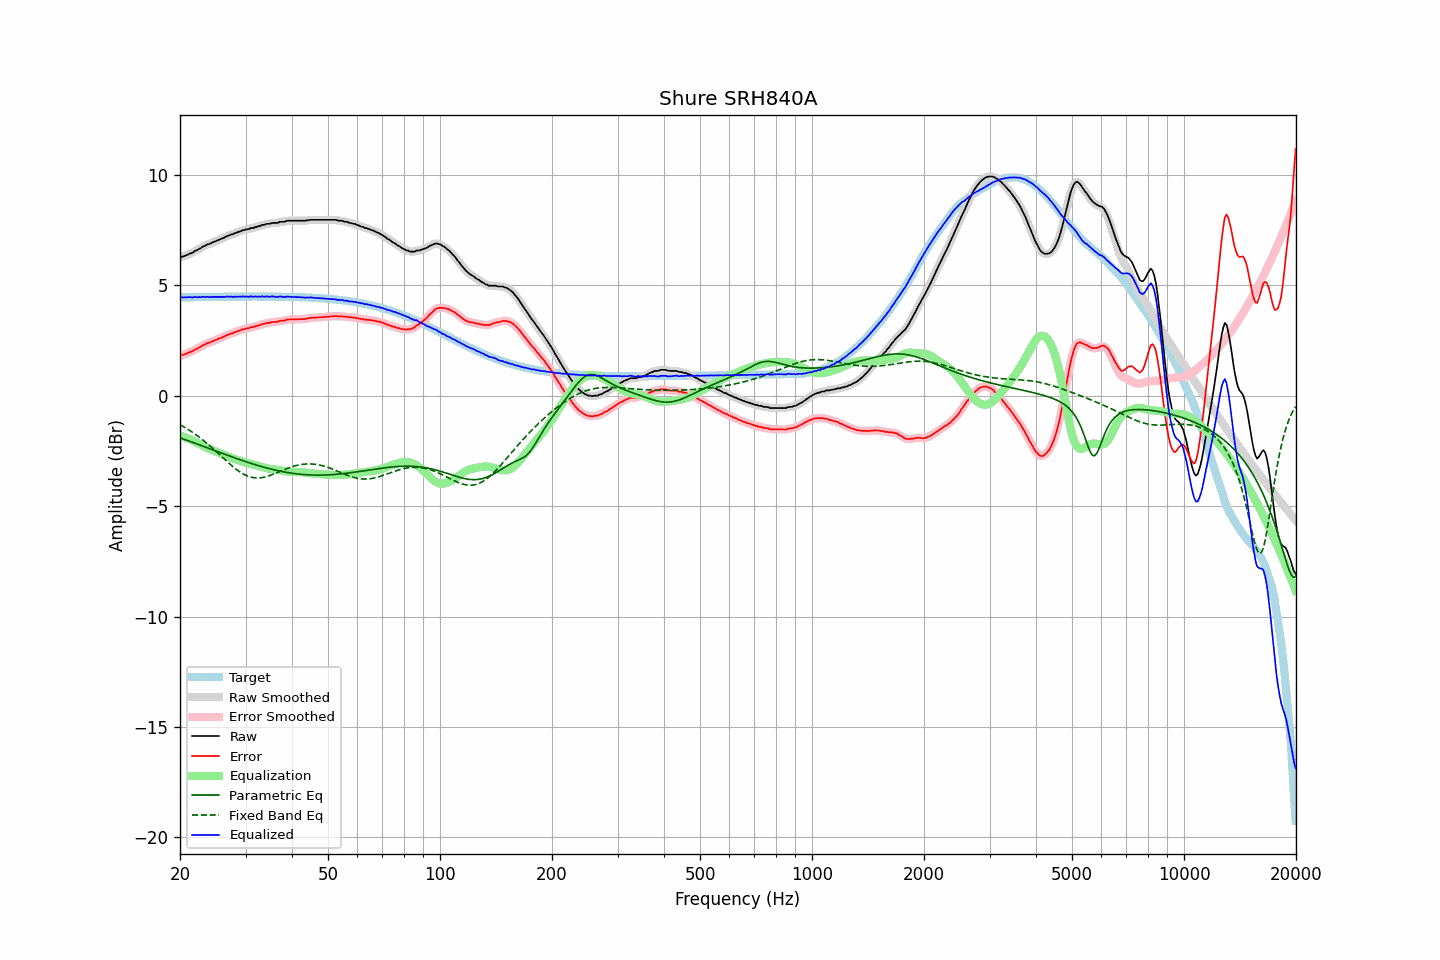 Shure SRH840A
Amplitude (dBr)
10
5
0
−5
−10
−15
−20
Target
Raw Smoothed
Error Smoothed
Raw
Error
Equalization
Parametric Eq
Fixed Band Eq
Equalized
20 50 100 200 500 1000 2000 5000 10000 20000
Frequency (Hz)